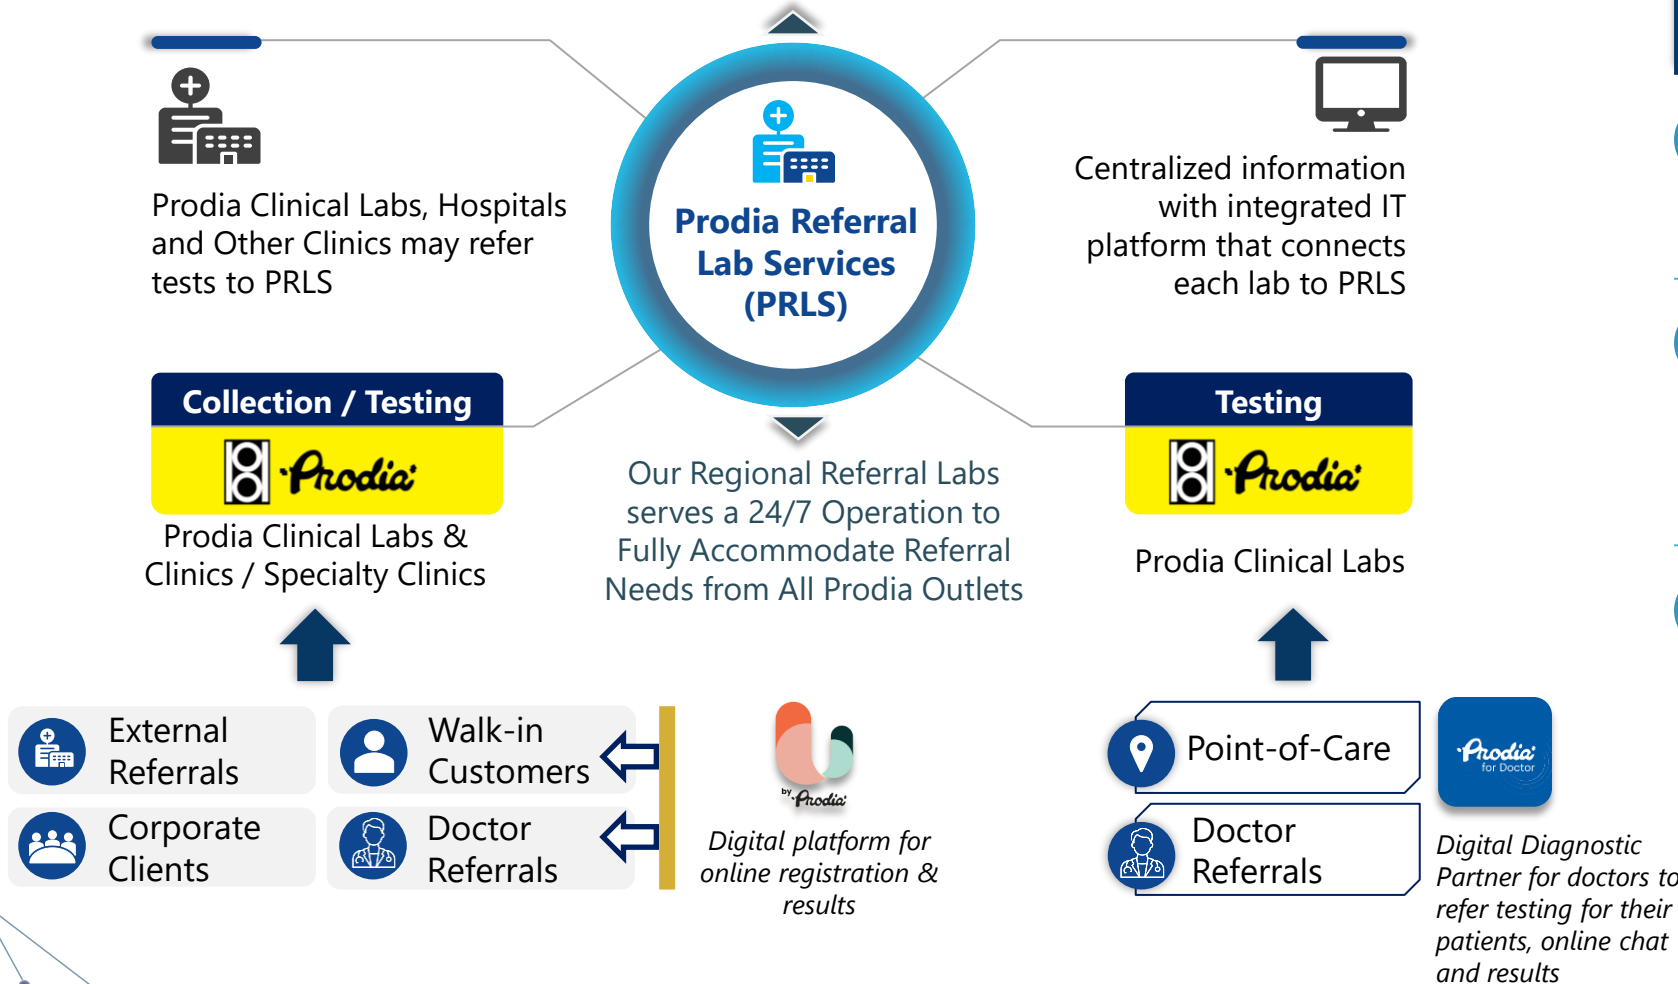 Prodia Clinical Labs, Hospitals
and Other Clinics may refer
tests to PRLS
Prodia Referral
Lab Services
(PRLS)
Centralized information
with integrated IT
platform that connects
each lab to PRLS
Collection / Testing
Prodia
Prodia Clinical Labs &
Clinics / Specialty Clinics
Our Regional Referral Labs
serves a 24/7 Operation to
Fully Accommodate Referral
Needs from All Prodia Outlets
Testing
Prodia
Prodia Clinical Labs
External
Referrals
Walk-in
Customers
Corporate
Clients
Doctor
Referrals
by Prodia
Digital platform for
online registration &
results
Point-of-Care
Doctor
Referrals
Prodia
for Doctor
Digital Diagnostic
Partner for doctors to
refer testing for their
patients, online chat
and results